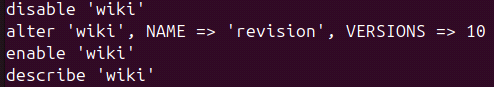 disable 'wiki'
alter 'wiki', NAME => 'revision', VERSIONS => 10
enable 'wiki'
describe 'wiki'